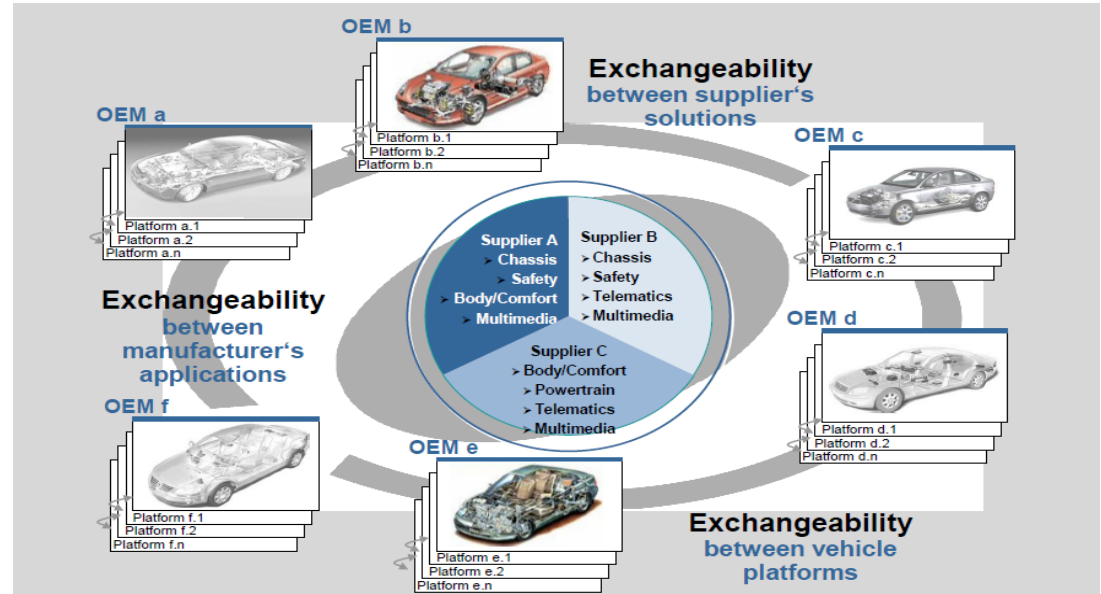 OEM b
Platform b.1
Platform b.2
Platform b.n
Exchangeability
between supplier‘s
solutions
OEM a
Platform a.1
Platform a.2
Platform a.n
OEM c
Platform c.1
Platform c.2
Platform c.n
Supplier A
➢ Chassis
➢ Safety
➢ Body/Comfort
➢ Multimedia
Supplier B
➢ Chassis
➢ Safety
➢ Telematics
➢ Multimedia
Supplier C
➢ Body/Comfort
➢ Powertrain
➢ Telematics
➢ Multimedia
Exchangeability
between
manufacturer‘s
applications
OEM d
Platform d.1
Platform d.2
Platform d.n
OEM f
Platform f.1
Platform f.2
Platform f.n
OEM e
Platform e.1
Platform e.2
Platform e.n
Exchangeability
between vehicle
platforms